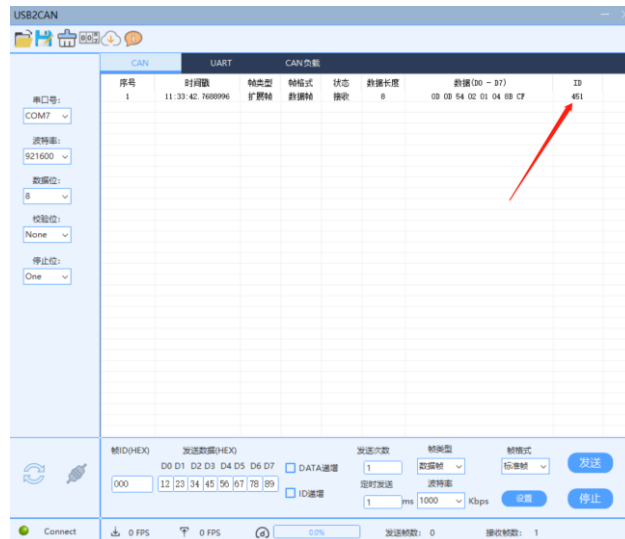 USB2CAN
CAN UART CAN负载
序号 时间戳 帧类型 帧格式 状态 数据长度 数据(D0 - D7) ID
1 11:33:42.7688996 扩展帧 数据帧 接收 8 0D 0D 54 02 01 04 8B CF 451
串口号:
COM7
波特率:
921600
数据位:
8
校验位:
None
停止位:
One
帧ID(HEX) 发送数据(HEX) 发送次数 帧类型 帧格式
D0 D1 D2 D3 D4 D5 D6 D7 DATA递增 1 数据帧 标准帧 发送
000 12 23 34 45 56 67 78 89 定时发送 波特率
ID递增 1 ms 1000 Kbps 设置 停止
Connect 0 FPS 0 FPS 0.0% 发送帧数: 0 接收帧数: 1